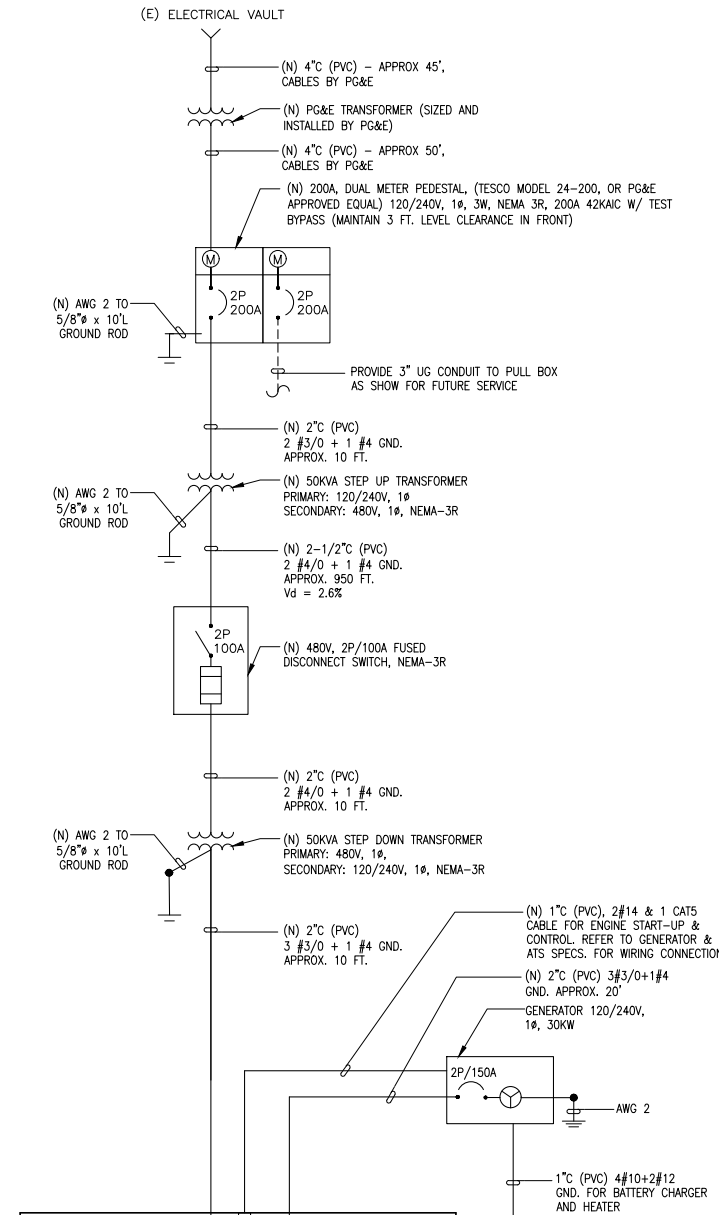 (E) ELECTRICAL VAULT
(N) 4"C (PVC) – APPROX 45',
CABLES BY PG&E
(N) PG&E TRANSFORMER (SIZED AND
INSTALLED BY PG&E)
(N) 4"C (PVC) – APPROX 50',
CABLES BY PG&E
(N) 200A, DUAL METER PEDESTAL, (TESCO MODEL 24-200, OR PG&E
APPROVED EQUAL) 120/240V, 1ø, 3W, NEMA 3R, 200A 42KAIC W/ TEST
BYPASS (MAINTAIN 3 FT. LEVEL CLEARANCE IN FRONT)
M
M
2P
200A
2P
200A
(N) AWG 2 TO
5/8"ø x 10'L
GROUND ROD
PROVIDE 3" UG CONDUIT TO PULL BOX
AS SHOW FOR FUTURE SERVICE
(N) 2"C (PVC)
2 #3/0 + 1 #4 GND.
APPROX. 10 FT.
(N) AWG 2 TO
5/8"ø x 10'L
GROUND ROD
(N) 50KVA STEP UP TRANSFORMER
PRIMARY: 120/240V, 1ø
SECONDARY: 480V, 1ø, NEMA-3R
(N) 2-1/2"C (PVC)
2 #4/0 + 1 #4 GND.
APPROX. 950 FT.
Vd = 2.6%
2P
100A
(N) 480V, 2P/100A FUSED
DISCONNECT SWITCH, NEMA-3R
(N) 2"C (PVC)
2 #4/0 + 1 #4 GND.
APPROX. 10 FT.
(N) AWG 2 TO
5/8"ø x 10'L
GROUND ROD
(N) 50KVA STEP DOWN TRANSFORMER
PRIMARY: 480V, 1ø,
SECONDARY: 120/240V, 1ø, NEMA-3R
(N) 2"C (PVC)
3 #3/0 + 1 #4 GND.
APPROX. 10 FT.
(N) 1"C (PVC), 2#14 & 1 CAT5
CABLE FOR ENGINE START-UP &
CONTROL. REFER TO GENERATOR &
ATS SPECS. FOR WIRING CONNECTION
(N) 2"C (PVC) 3#3/0+1#4
GND. APPROX. 20'
GENERATOR 120/240V,
1ø, 30KW
2P/150A
AWG 2
1"C (PVC) 4#10+2#12
GND. FOR BATTERY CHARGER
AND HEATER